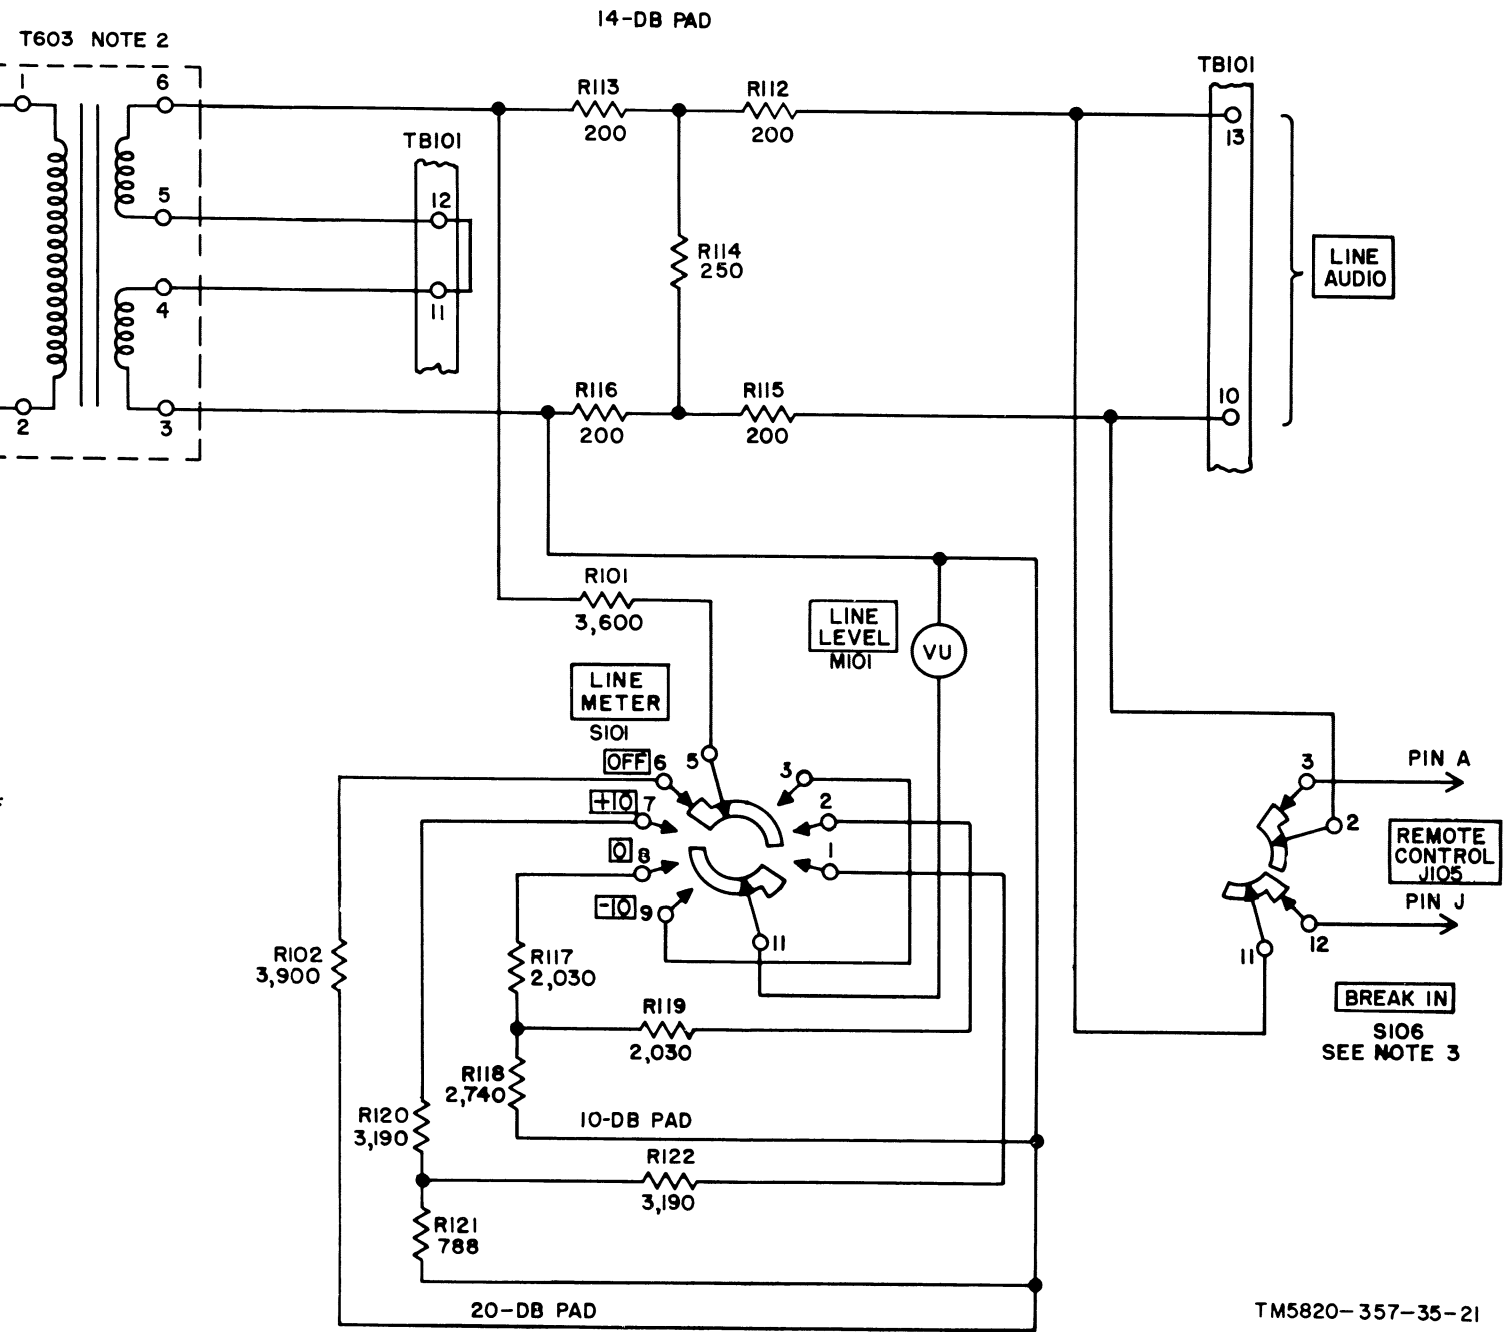 14-DB PAD
T603 NOTE 2
TB101
1
6
R113
R112
200
200
13
TB101
5
12
R114
250
LINE
AUDIO
4
11
R116
R115
10
2
3
200
200
R101
3,600
LINE
LEVEL
M101
VU
LINE
METER
S101
OFF 6
5
3
3
PIN A
+10 7
2
2
0 8
1
REMOTE
CONTROL
J105
PIN J
-10 9
11
12
11
R102
3,900
R117
2,030
BREAK IN
R119
2,030
S106
SEE NOTE 3
R118
2,740
R120
3,190
10-DB PAD
R122
3,190
R121
788
20-DB PAD
TM5820-357-35-21